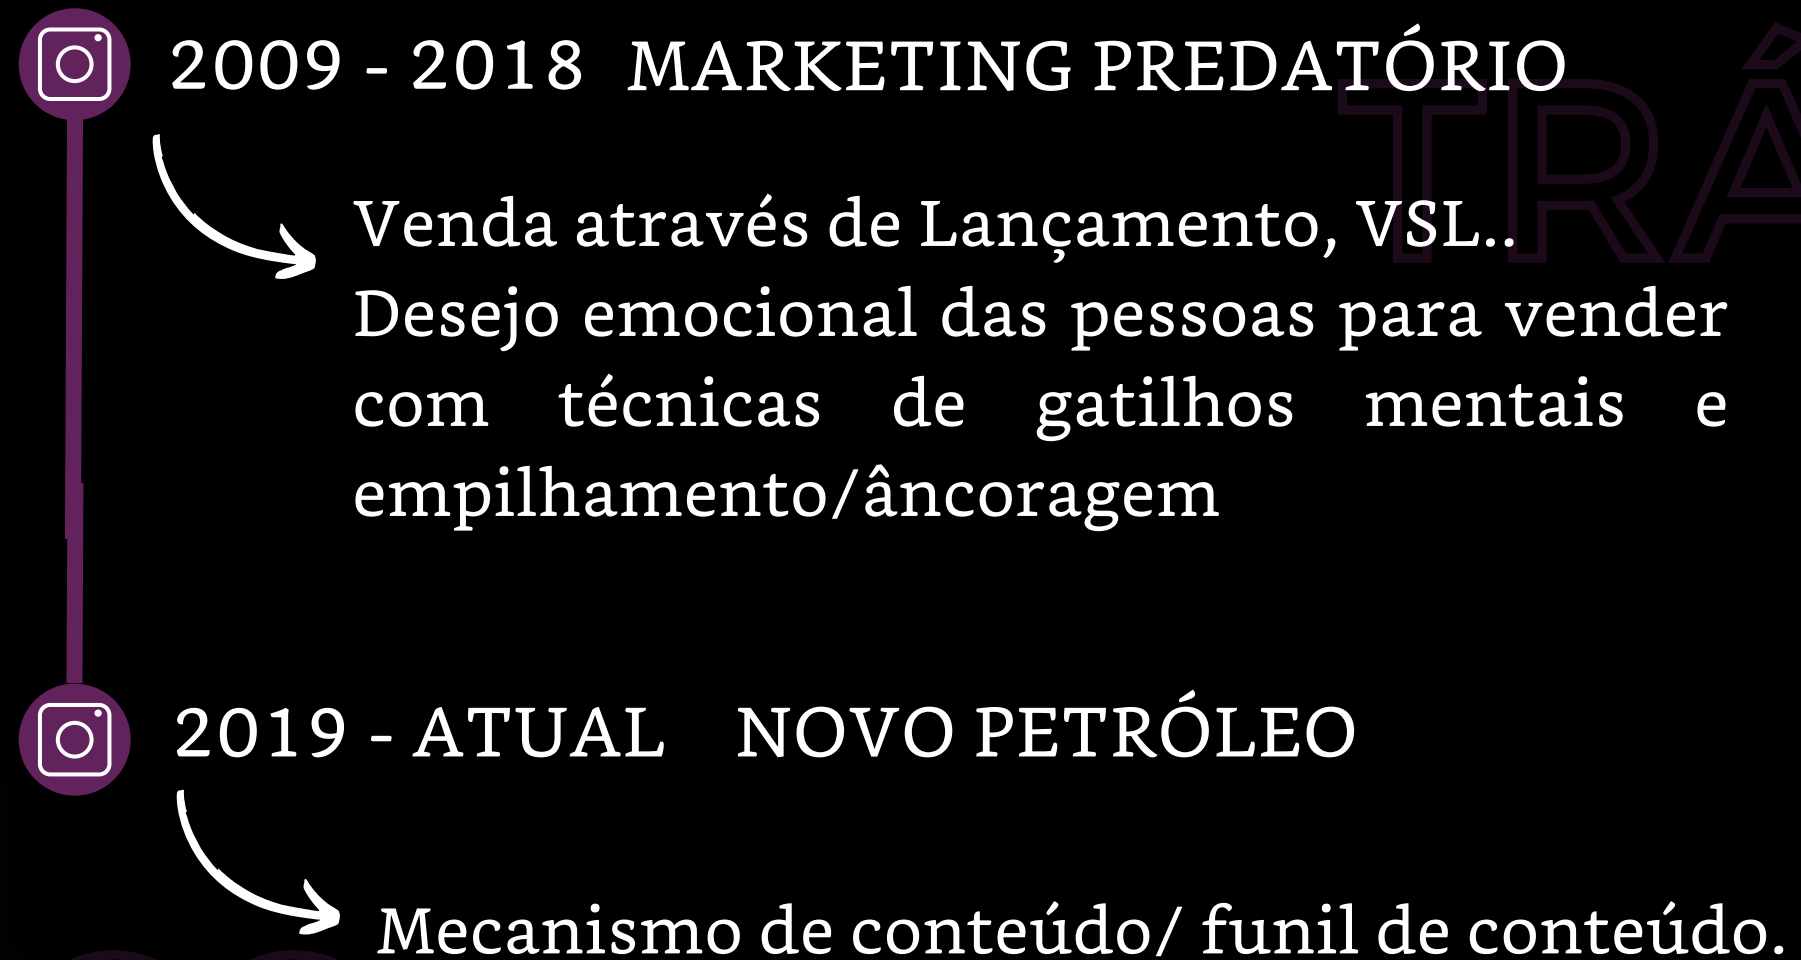 2009 - 2018 MARKETING PREDATÓRIO
TRÁ
Venda através de Lançamento, VSL..
Desejo emocional das pessoas para vender
com técnicas de gatilhos mentais e
empilhamento/âncoragem
2019 - ATUAL NOVO PETRÓLEO
Mecanismo de conteúdo/ funil de conteúdo.